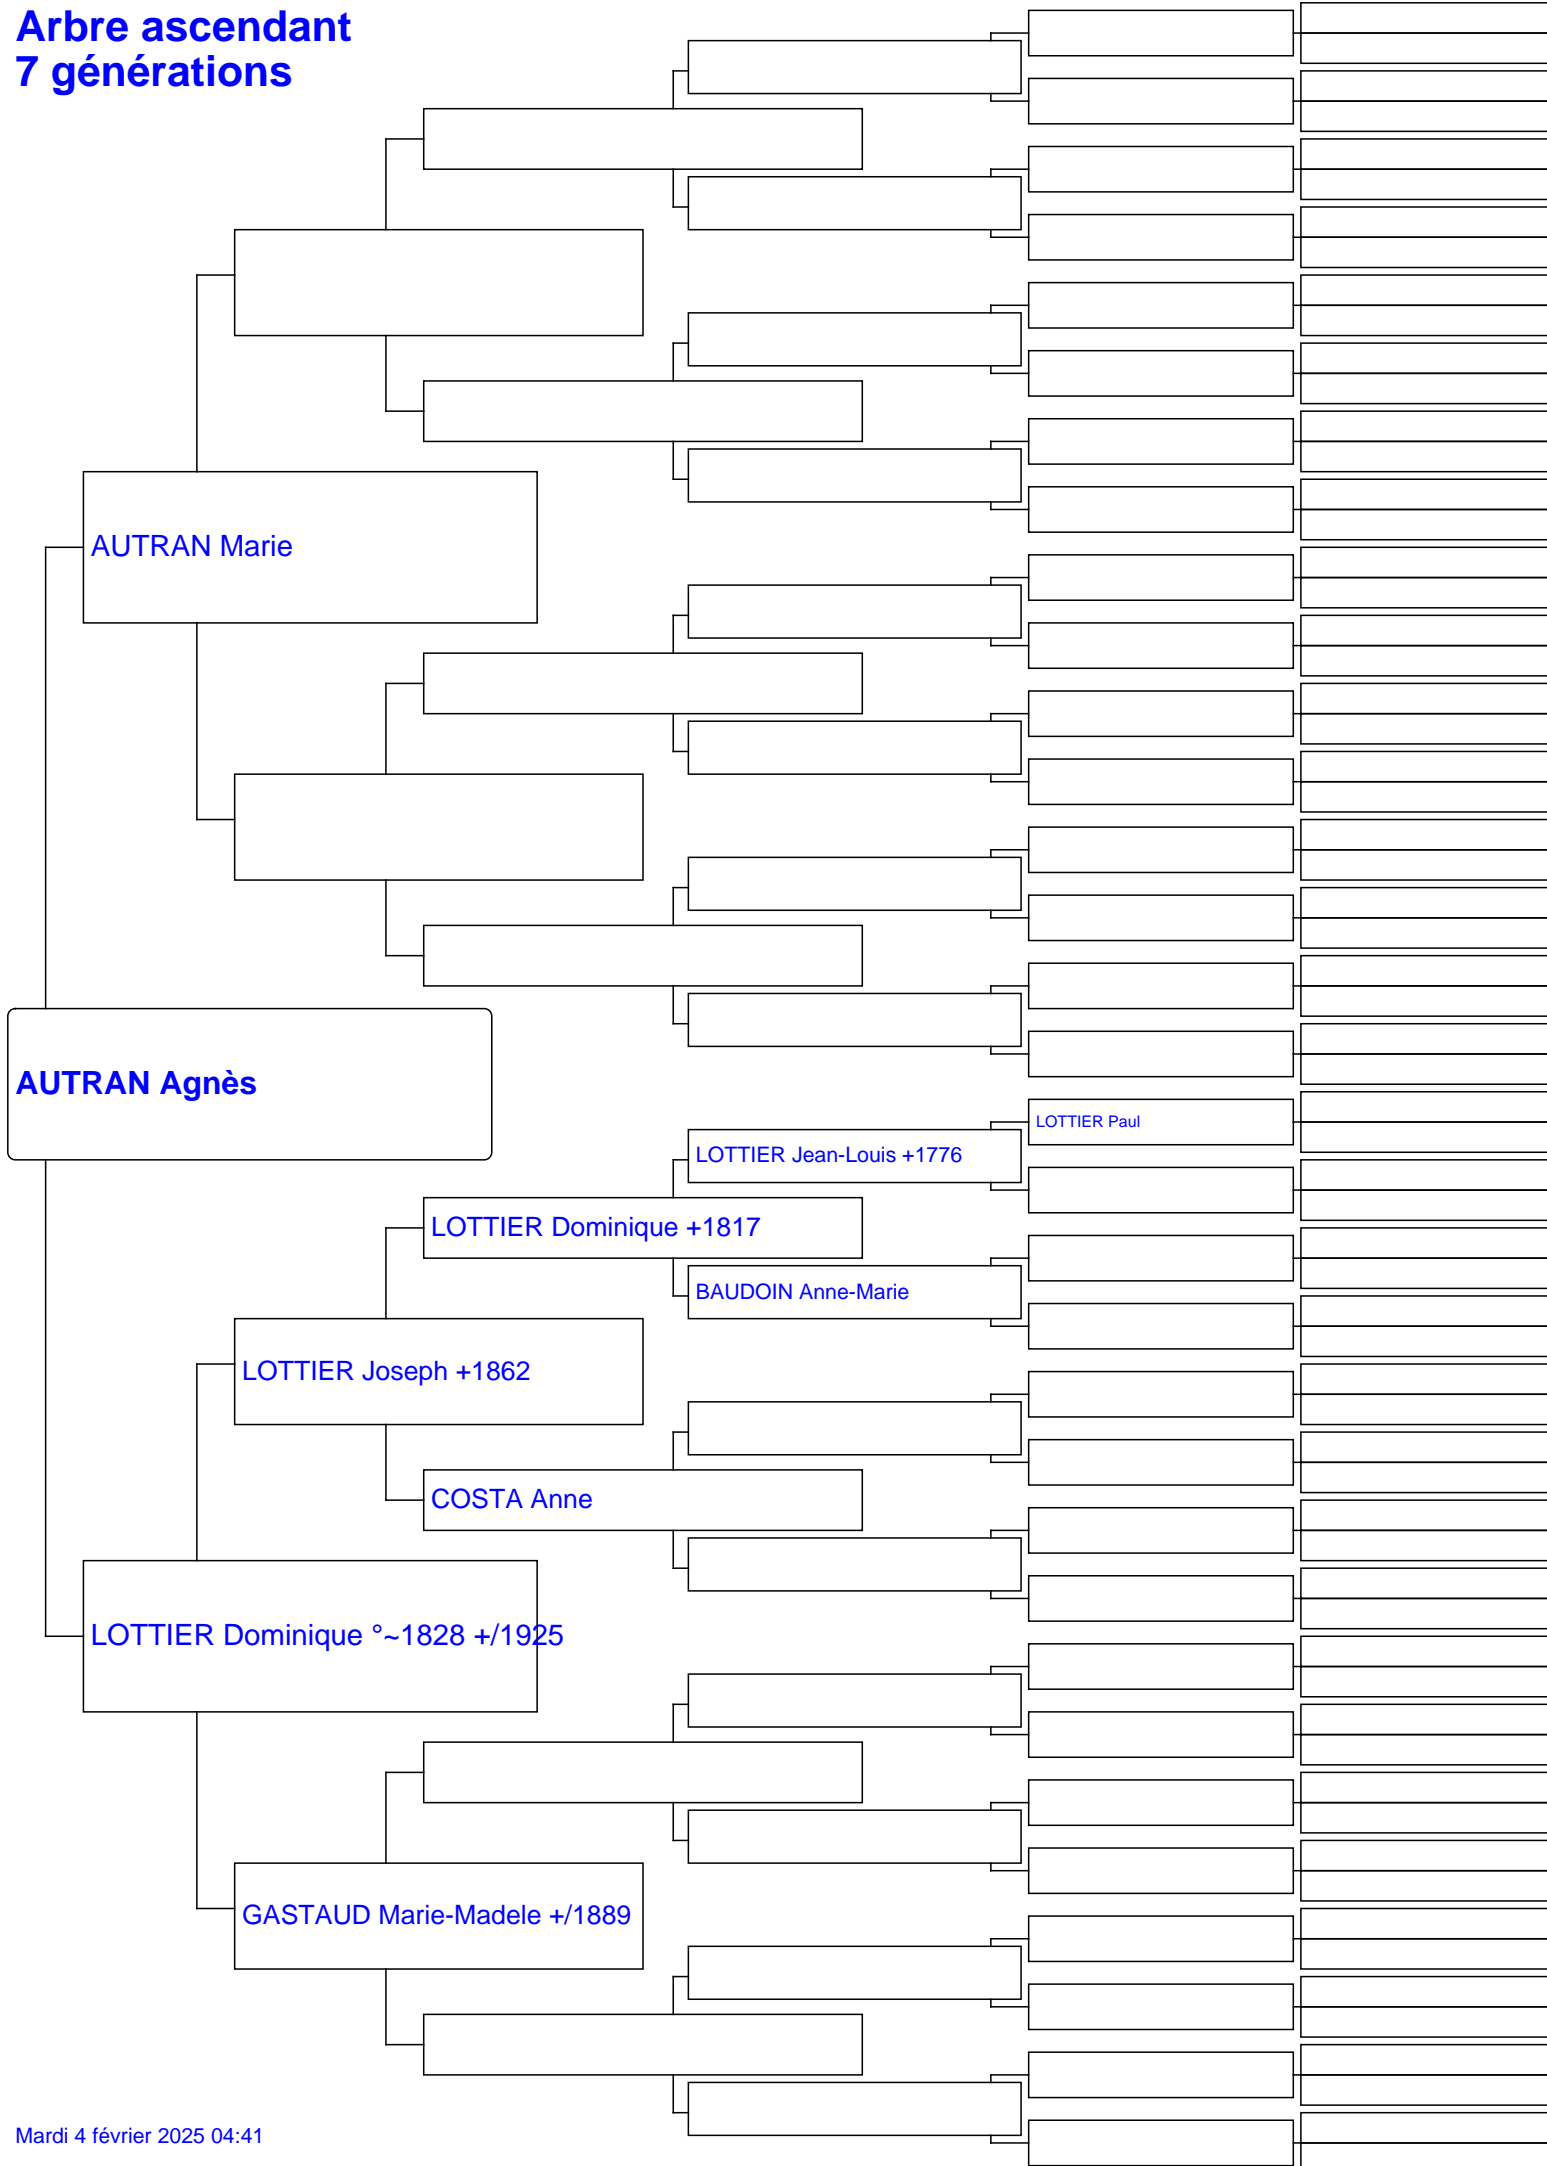 Arbre ascendant
7 générations
AUTRAN Marie
AUTRAN Agnès
LOTTIER Paul
LOTTIER Jean-Louis +1776
LOTTIER Dominique +1817
BAUDOIN Anne-Marie
LOTTIER Joseph +1862
COSTA Anne
LOTTIER Dominique °~1828 +/1925
GASTAUD Marie-Madele +/1889
Mardi 4 février 2025 04:41